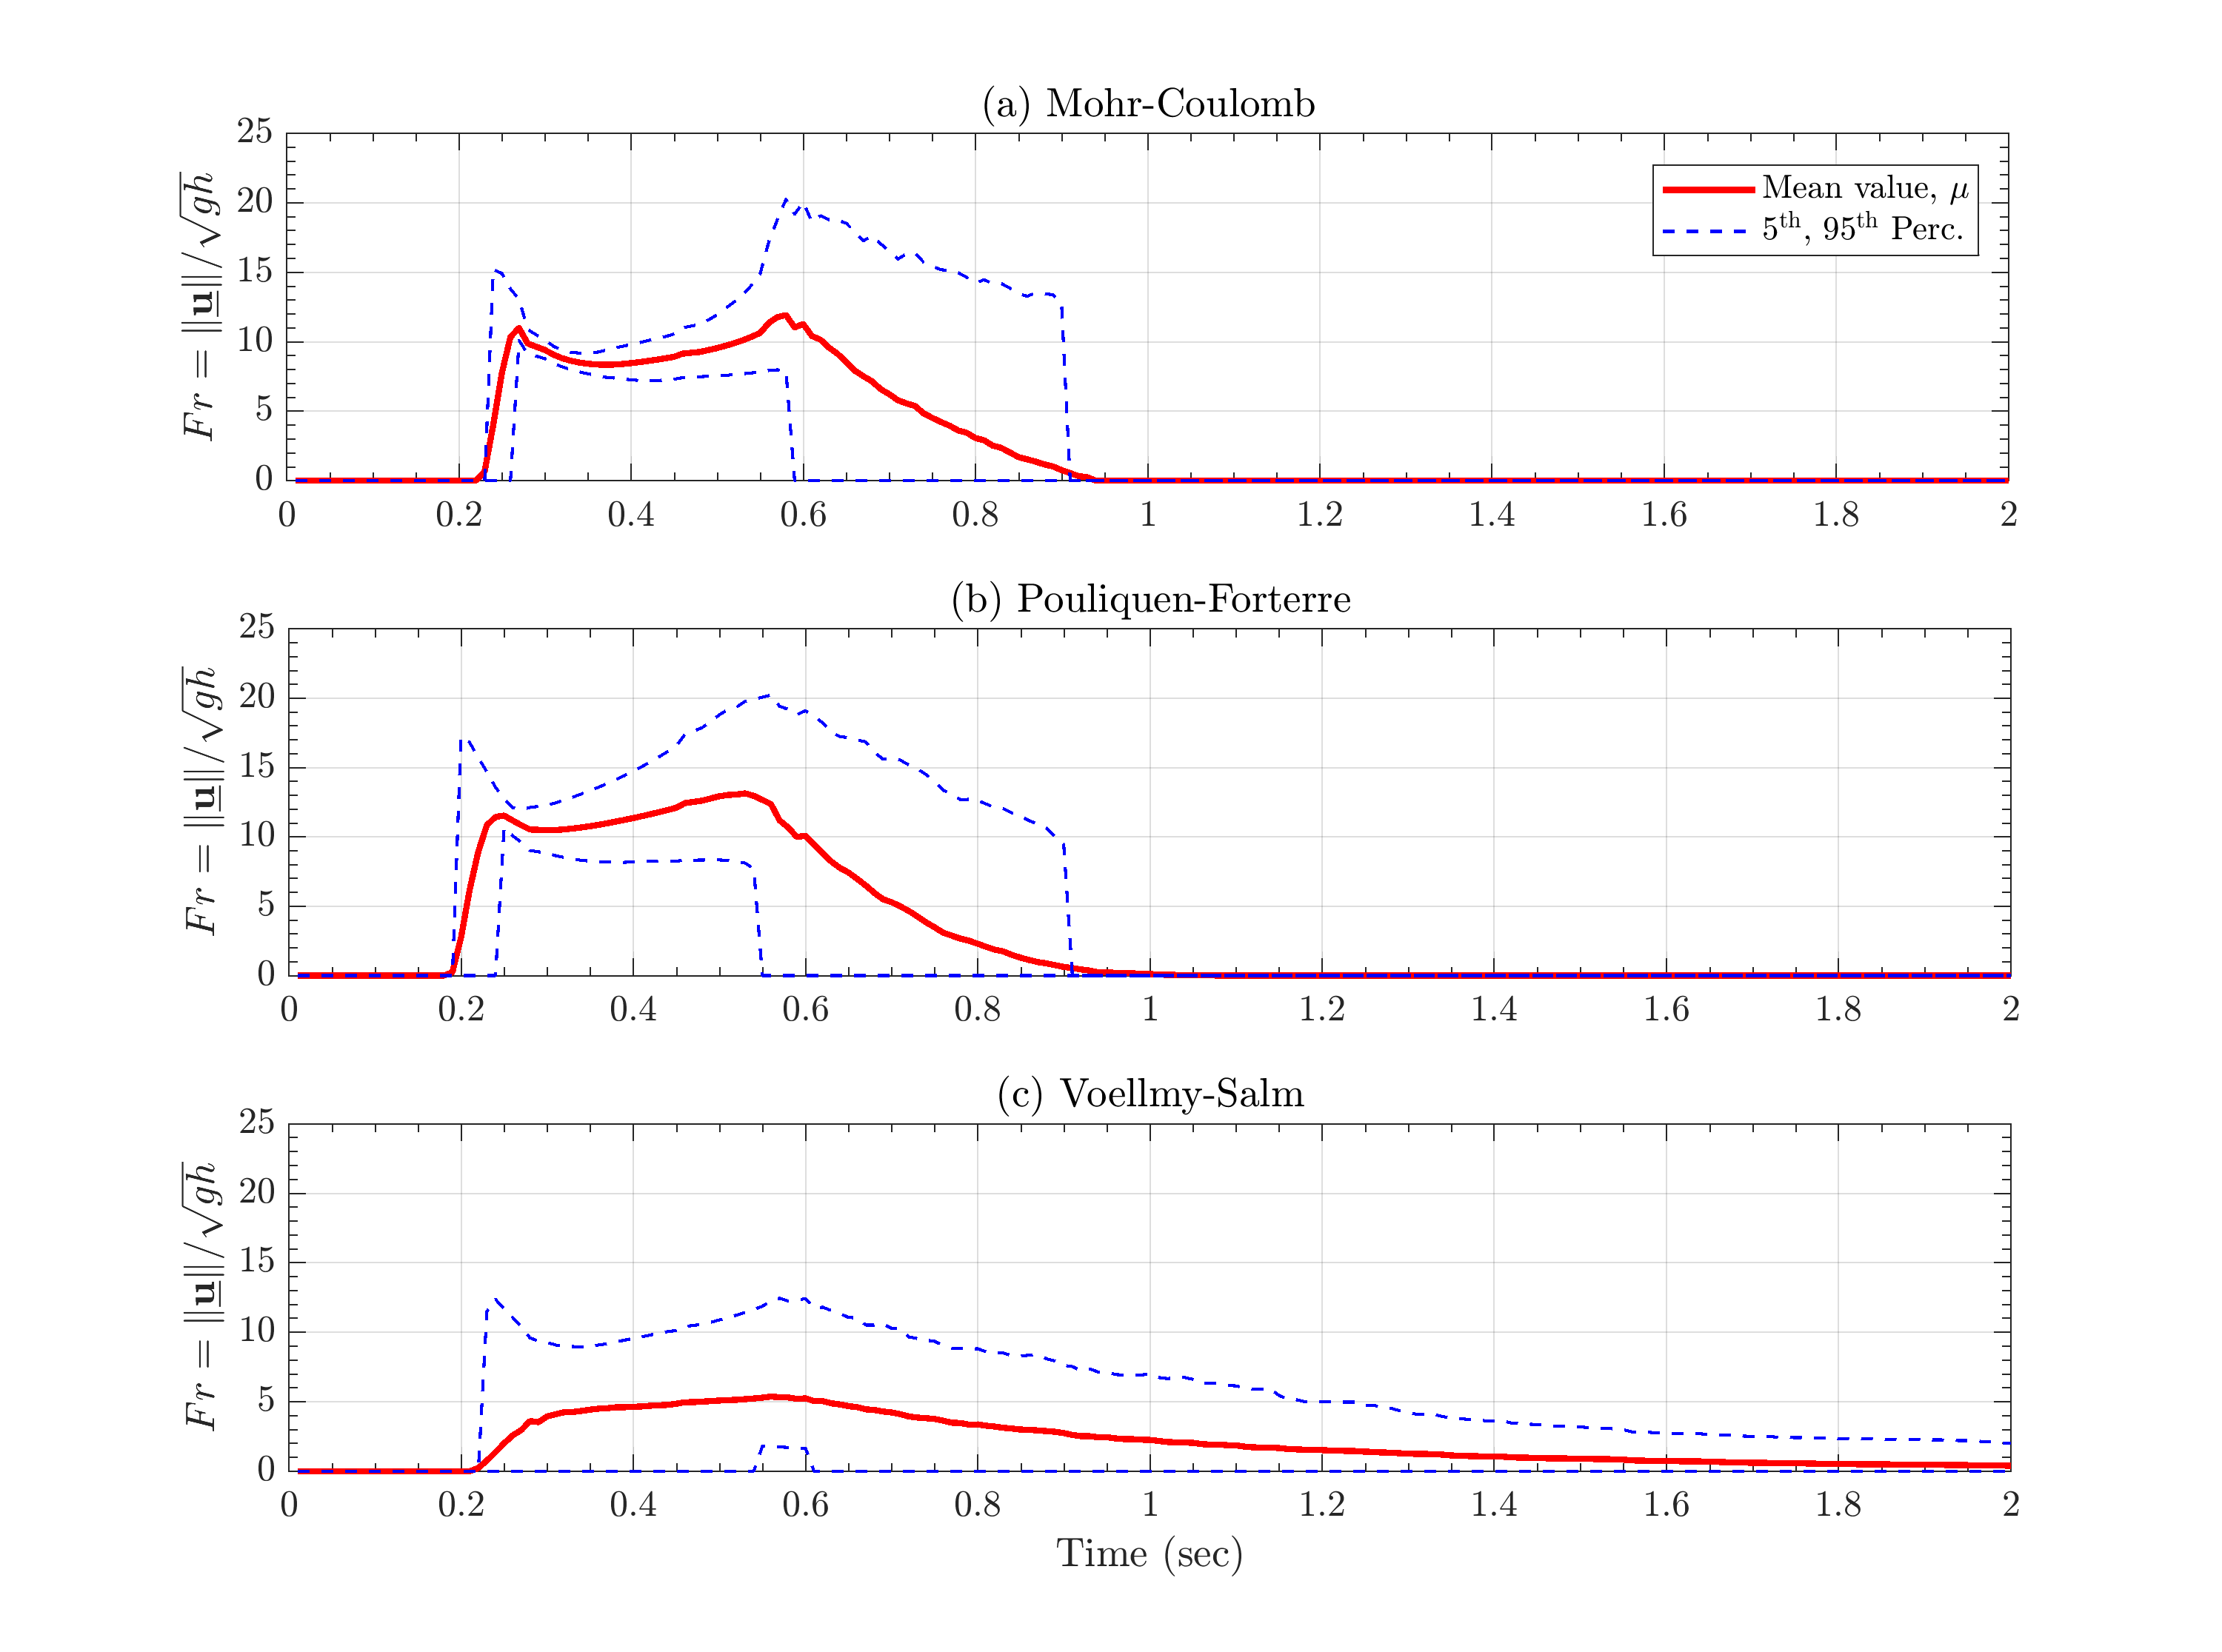 (a) Mohr-Coulomb
Fr = ||u||/√gh
25
20
15
10
5
0
Mean value, μ
5th, 95th Perc.
0 0.2 0.4 0.6 0.8 1 1.2 1.4 1.6 1.8 2
(b) Pouliquen-Forterre
Fr = ||u||/√gh
25
20
15
10
5
0
0 0.2 0.4 0.6 0.8 1 1.2 1.4 1.6 1.8 2
(c) Voellmy-Salm
Fr = ||u||/√gh
25
20
15
10
5
0
0 0.2 0.4 0.6 0.8 1 1.2 1.4 1.6 1.8 2
Time (sec)